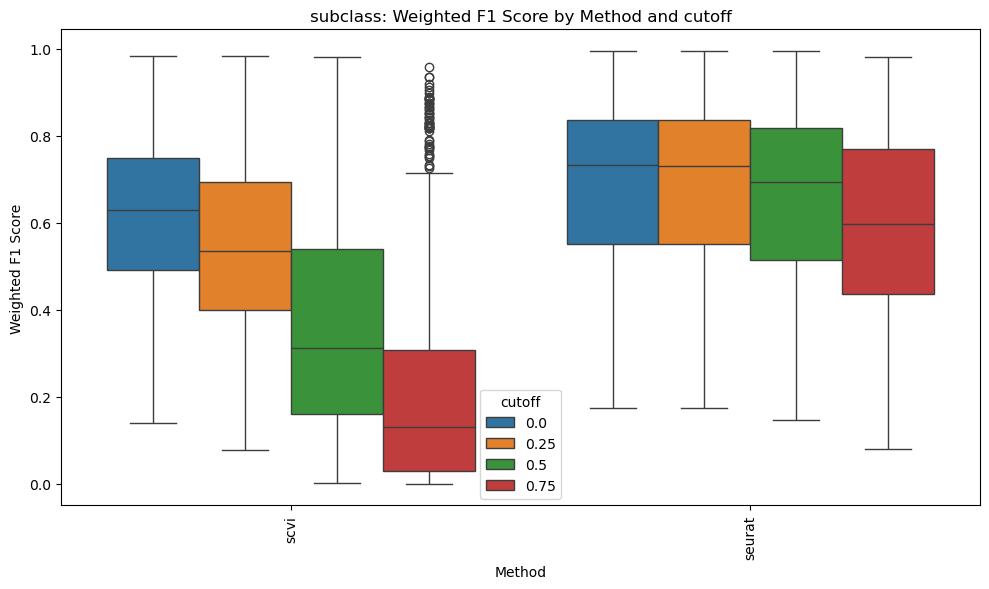 subclass: Weighted F1 Score by Method and cutoff
Weighted F1 Score
1.0
0.8
0.6
0.4
0.2
0.0
cutoff
0.0
0.25
0.5
0.75
scvi
seurat
Method